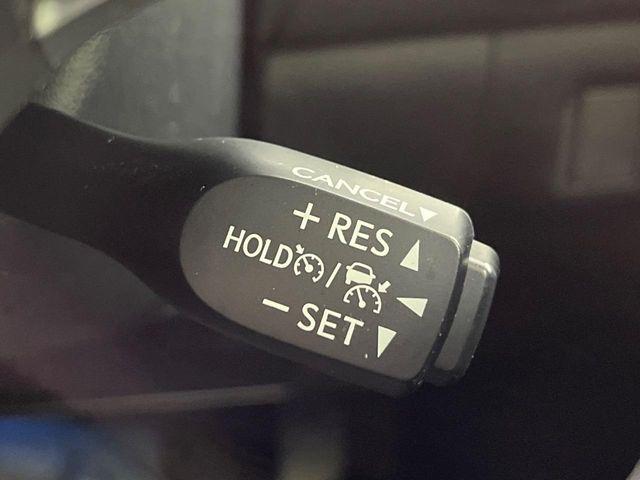 CANCEL▼
+ RES ▲
HOLD / ◀
− SET ▼